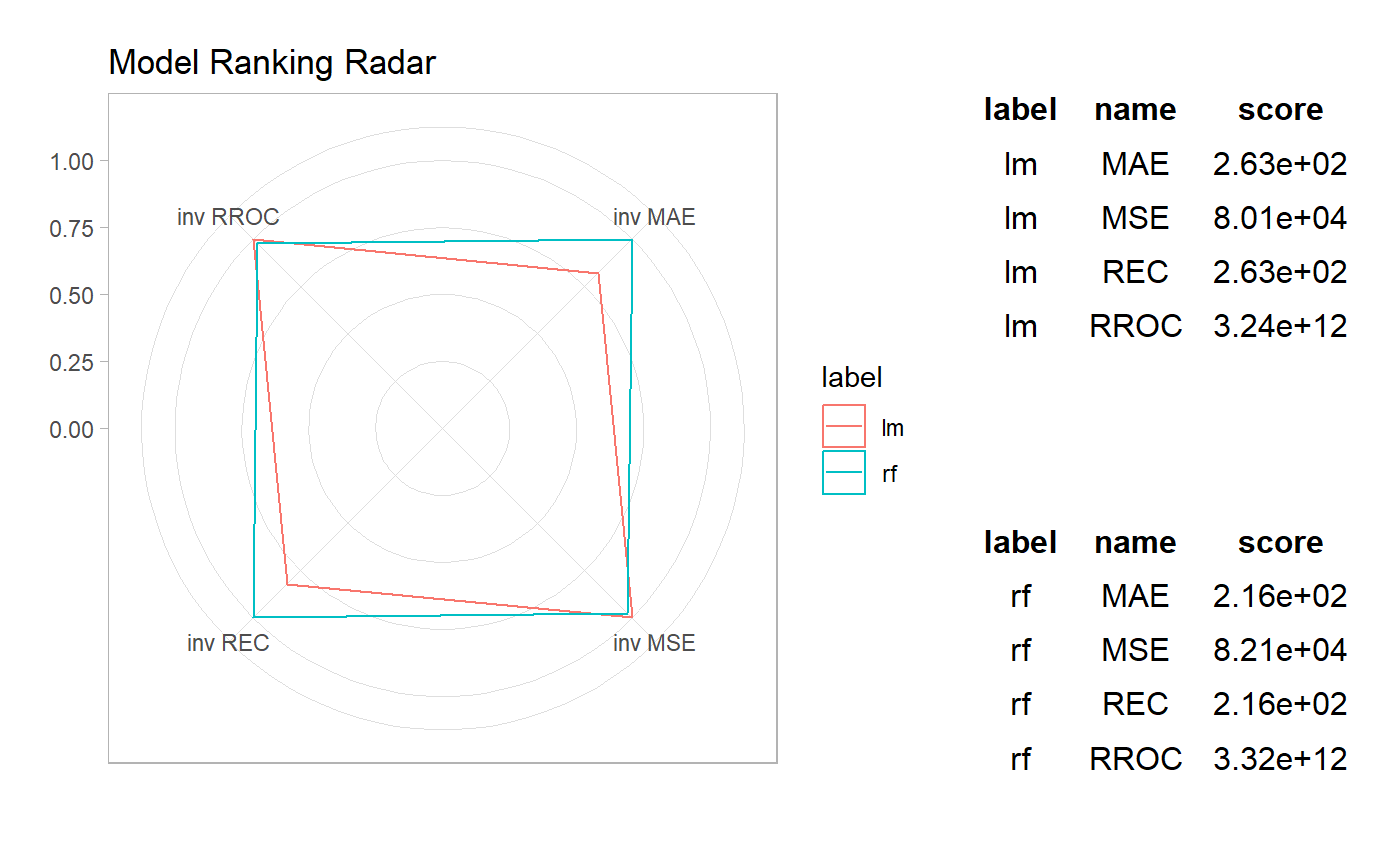 Model Ranking Radar
1.00
0.75
0.50
0.25
0.00
inv RROC
inv MAE
inv REC
inv MSE
label
lm
rf
label name score
lm MAE 2.63e+02
lm MSE 8.01e+04
lm REC 2.63e+02
lm RROC 3.24e+12
label name score
rf MAE 2.16e+02
rf MSE 8.21e+04
rf REC 2.16e+02
rf RROC 3.32e+12